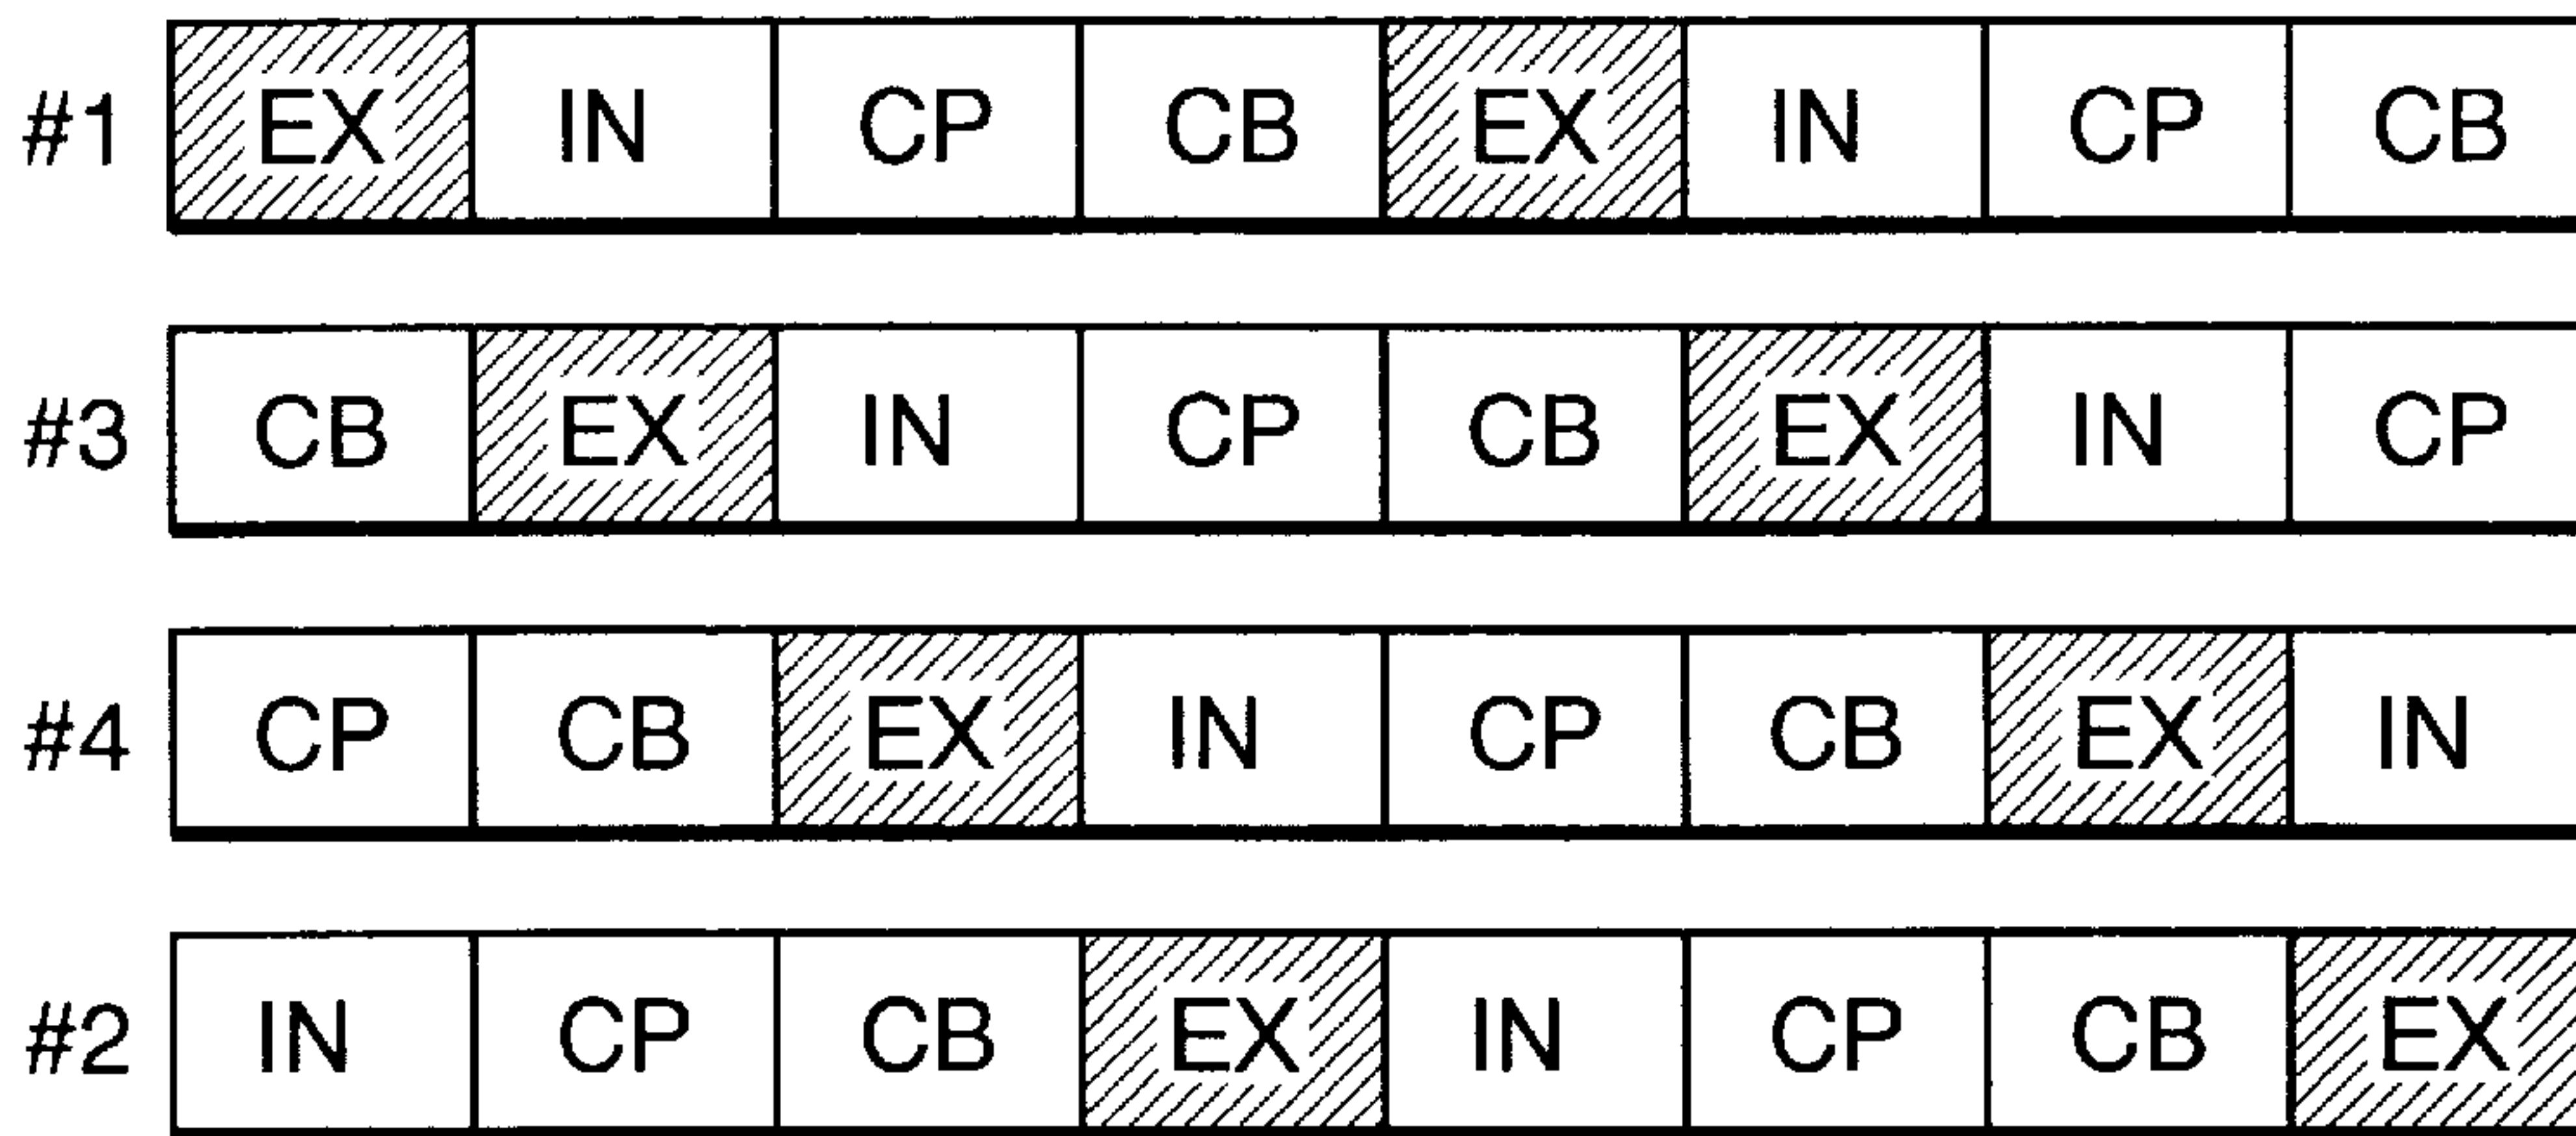 #1 EX IN CP CB EX IN CP CB
#3 CB EX IN CP CB EX IN CP
#4 CP CB EX IN CP CB EX IN
#2 IN CP CB EX IN CP CB EX